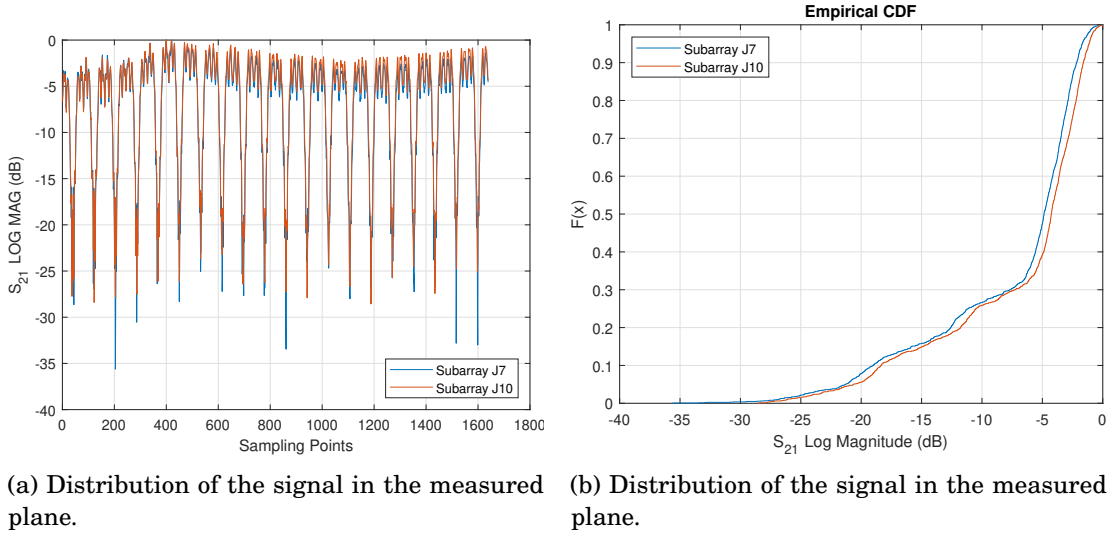 0
-5
-10
-15
-20
-25
-30
-35
-40
S21 LOG MAG (dB)
0 200 400 600 800 1000 1200 1400 1600 1800
Sampling Points
Subarray J7
Subarray J10
(a) Distribution of the signal in the measured
plane.
Empirical CDF
1
0.9
0.8
0.7
0.6
0.5
0.4
0.3
0.2
0.1
0
F(x)
Subarray J7
Subarray J10
-40 -35 -30 -25 -20 -15 -10 -5 0
S21 Log Magnitude (dB)
(b) Distribution of the signal in the measured
plane.